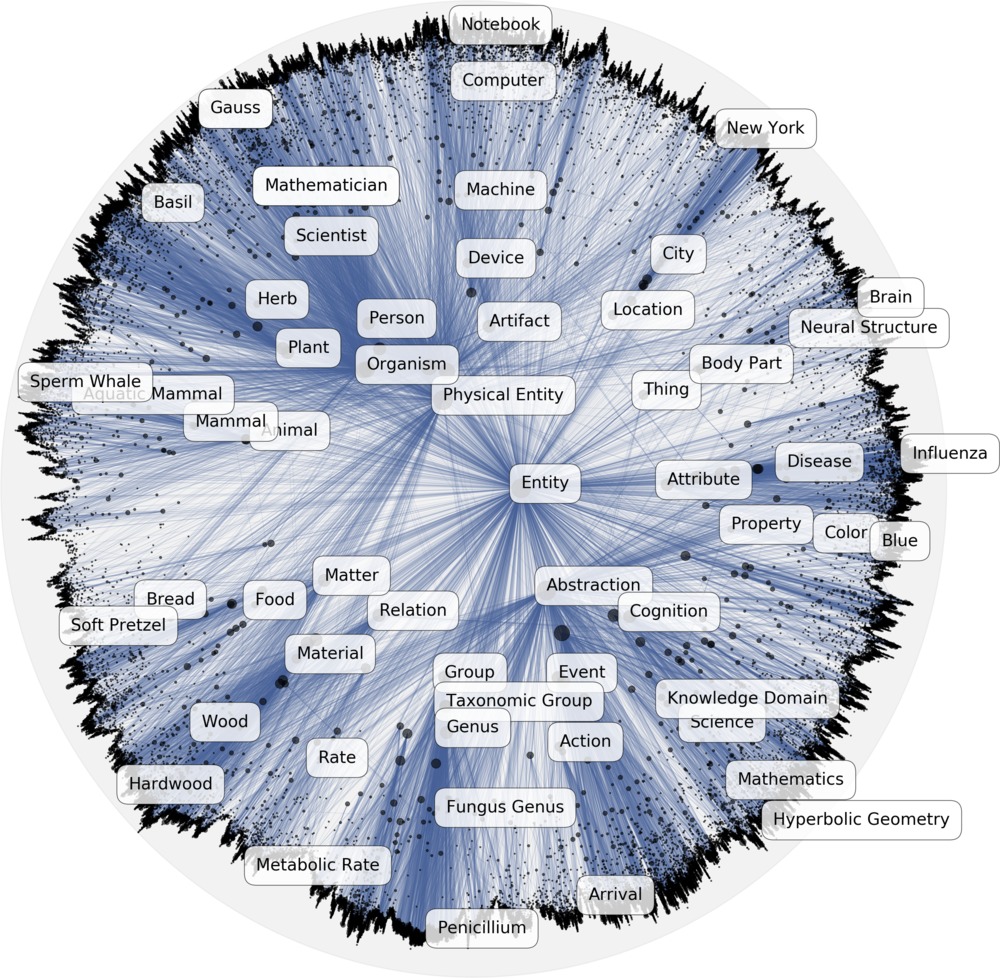 Notebook
Computer
Gauss
New York
Mathematician
Machine
Basil
Scientist
Device
City
Herb
Brain
Location
Person
Artifact
Neural Structure
Plant
Organism
Body Part
Sperm Whale
Aquatic Mammal
Physical Entity
Thing
Mammal
Animal
Influenza
Disease
Entity
Attribute
Property
Color
Blue
Matter
Abstraction
Bread
Food
Relation
Cognition
Soft Pretzel
Material
Group
Event
Taxonomic Group
Knowledge Domain
Wood
Genus
Science
Action
Rate
Hardwood
Mathematics
Fungus Genus
Hyperbolic Geometry
Metabolic Rate
Arrival
Penicillium